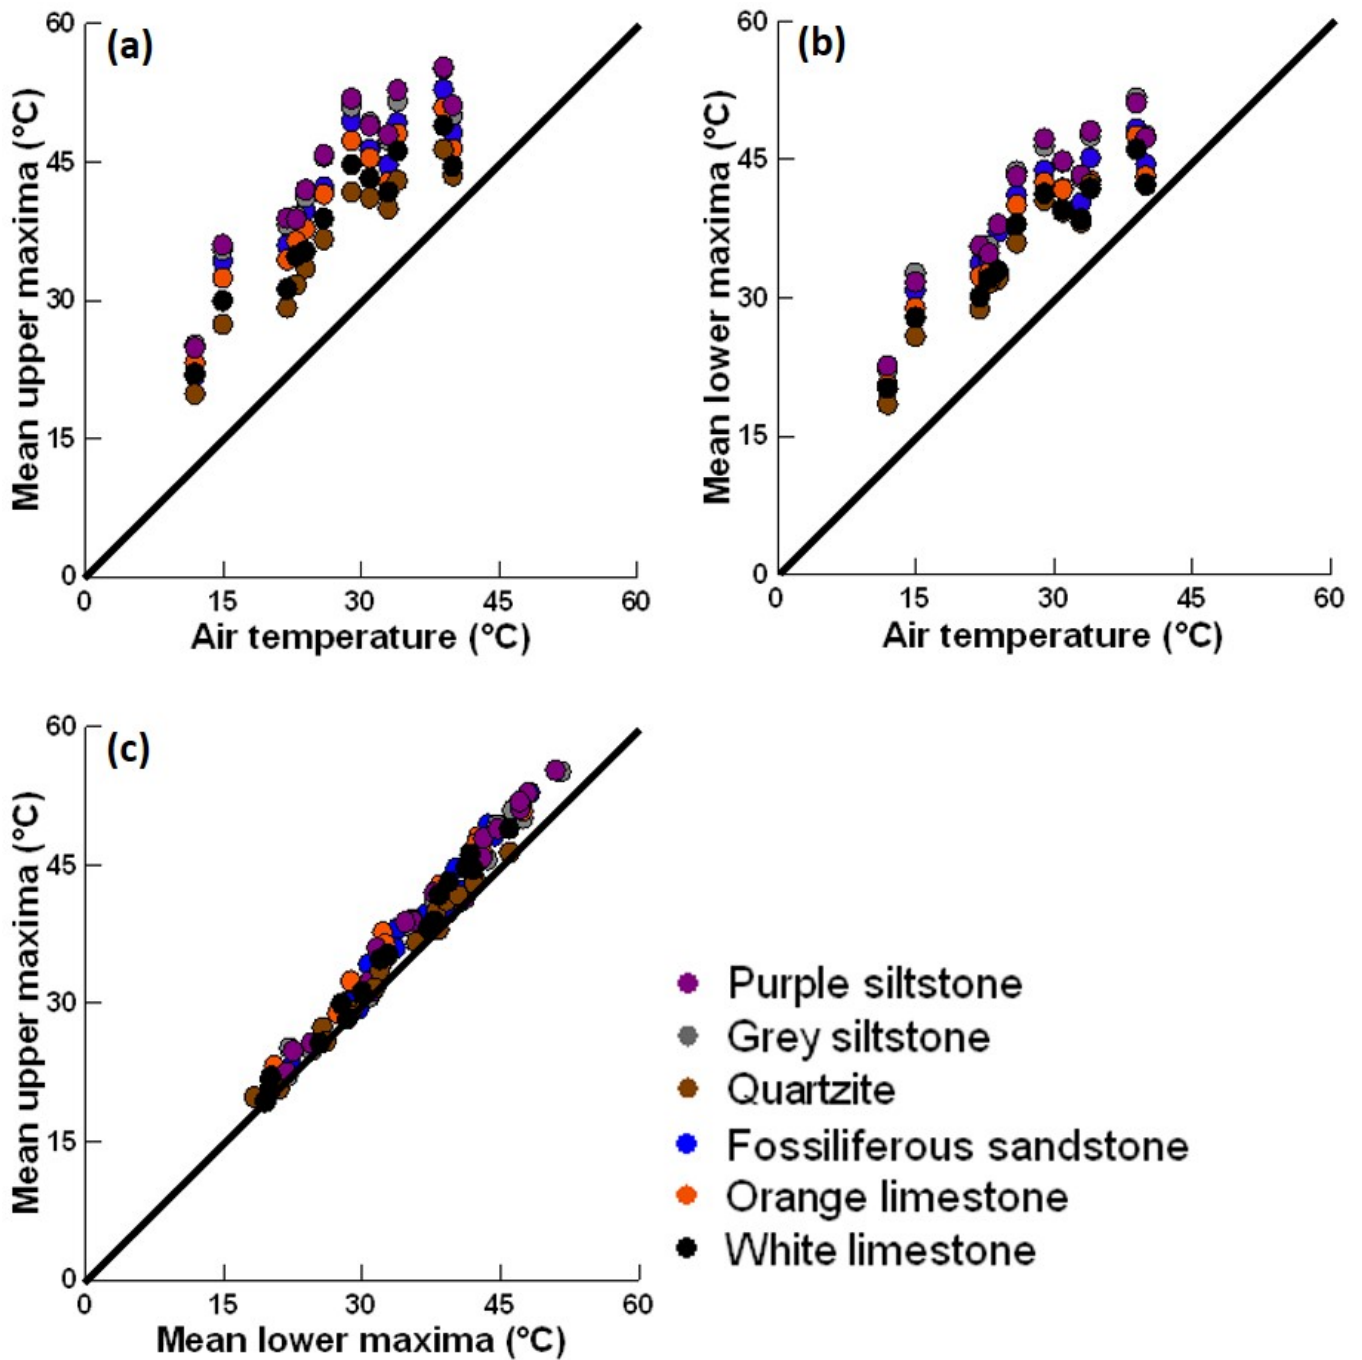 (a)
60
45
30
15
0
Mean upper maxima (°C)
0 15 30 45 60
Air temperature (°C)
(b)
60
45
30
15
0
Mean lower maxima (°C)
0 15 30 45 60
Air temperature (°C)
(c)
60
45
30
15
0
Mean upper maxima (°C)
0 15 30 45 60
Mean lower maxima (°C)
Purple siltstone
Grey siltstone
Quartzite
Fossiliferous sandstone
Orange limestone
White limestone